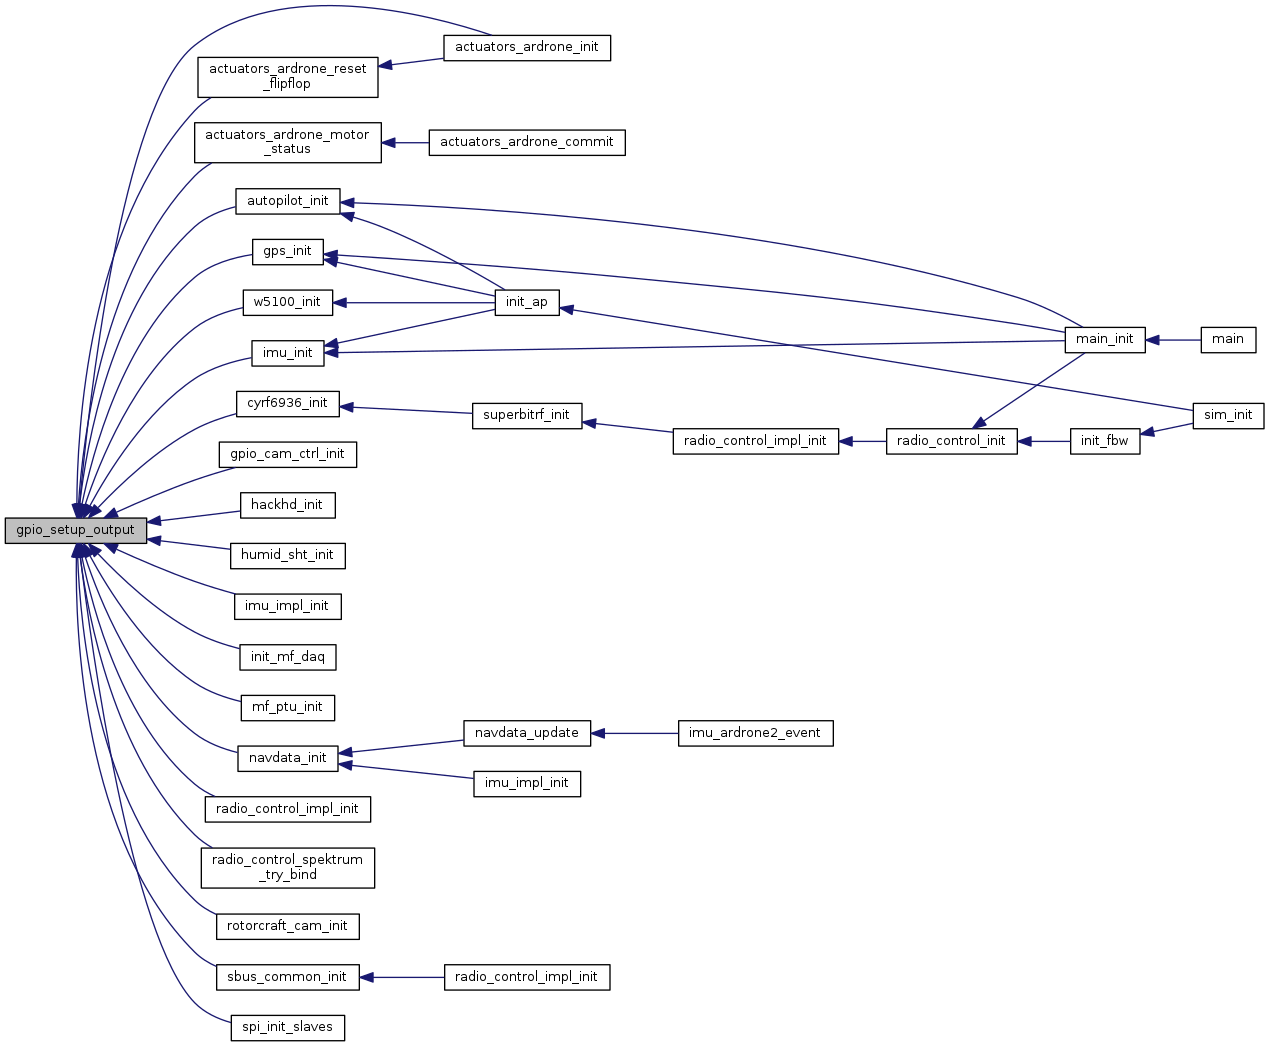 actuators_ardrone_init
actuators_ardrone_reset
_flipflop
actuators_ardrone_motor
_status
actuators_ardrone_commit
autopilot_init
gps_init
w5100_init
init_ap
imu_init
main_init
main
cyrf6936_init
superbitrf_init
sim_init
radio_control_impl_init
radio_control_init
init_fbw
gpio_cam_ctrl_init
hackhd_init
gpio_setup_output
humid_sht_init
imu_impl_init
init_mf_daq
mf_ptu_init
navdata_update
imu_ardrone2_event
navdata_init
imu_impl_init
radio_control_impl_init
radio_control_spektrum
_try_bind
rotorcraft_cam_init
sbus_common_init
radio_control_impl_init
spi_init_slaves